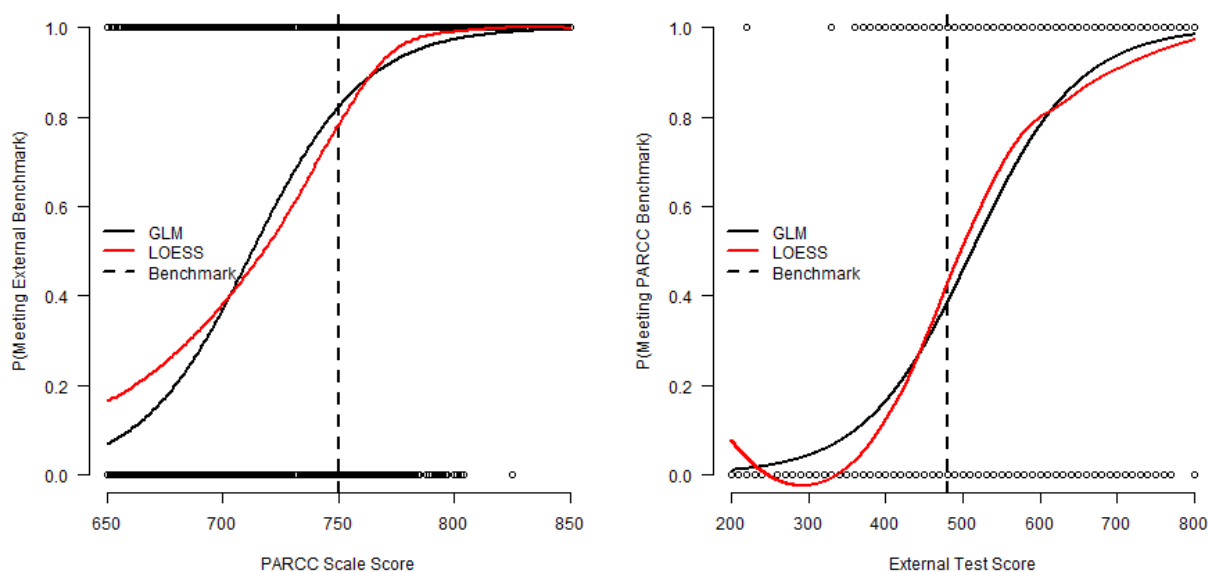 1.0
0.8
0.6
0.4
0.2
0.0
P(Meeting External Benchmark)
GLM
LOESS
Benchmark
650 700 750 800 850
PARCC Scale Score
1.0
0.8
0.6
0.4
0.2
0.0
P(Meeting PARCC Benchmark)
GLM
LOESS
Benchmark
200 300 400 500 600 700 800
External Test Score